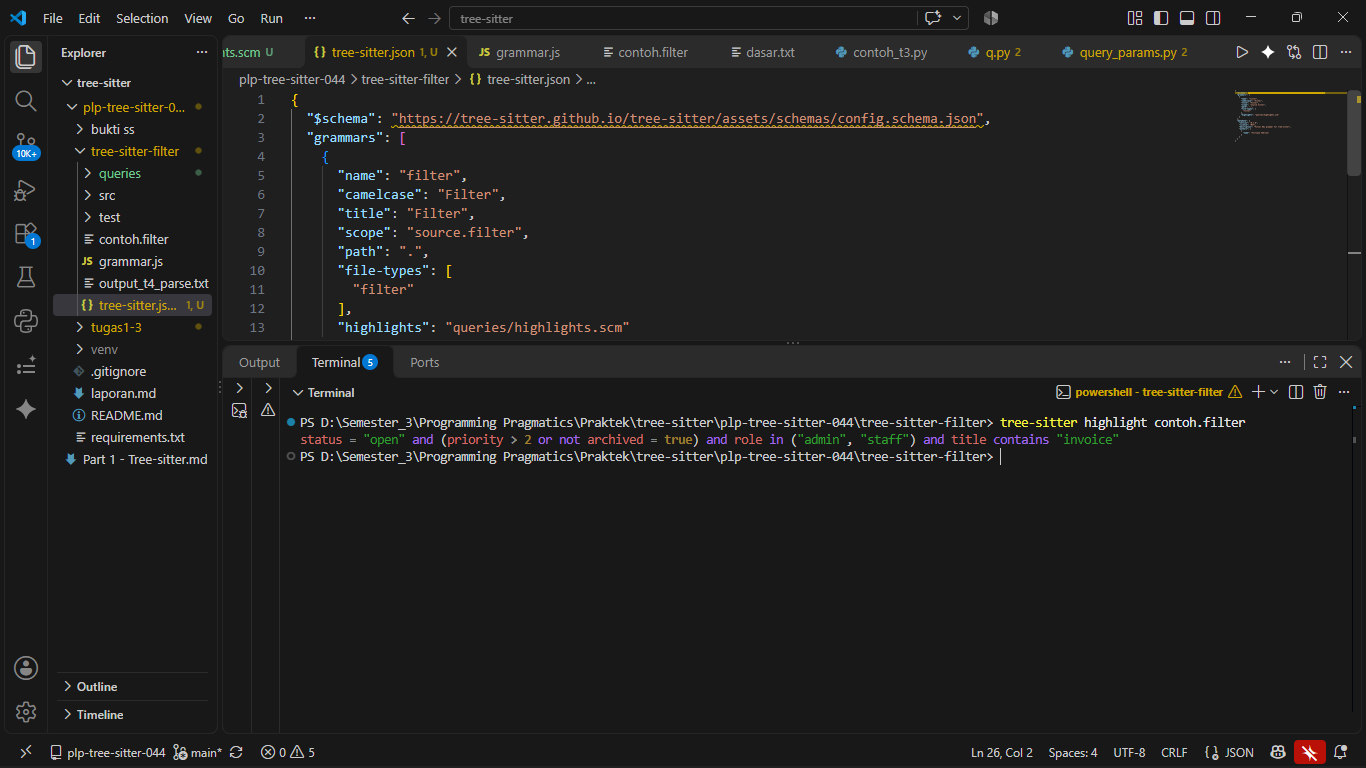 File Edit Selection View Go Run ··· tree-sitter
Explorer ···
tree-sitter
plp-tree-sitter-0...
bukti ss
tree-sitter-filter
queries
src
test
contoh.filter
JS grammar.js
output_t4_parse.txt
{} tree-sitter.js... 1, U
tugas1-3
venv
.gitignore
laporan.md
README.md
requirements.txt
Part 1 - Tree-sitter.md
Outline
Timeline
10K+
1
ts.scm U {} tree-sitter.json 1, U JS grammar.js contoh.filter dasar.txt contoh_t3.py q.py 2 query_params.py 2
plp-tree-sitter-044 > tree-sitter-filter > {} tree-sitter.json > ...
1 {
2 "$schema": "https://tree-sitter.github.io/tree-sitter/assets/schemas/config.schema.json",
3 "grammars": [
4 {
5 "name": "filter",
6 "camelcase": "Filter",
7 "title": "Filter",
8 "scope": "source.filter",
9 "path": ".",
10 "file-types": [
11 "filter"
12 ],
13 "highlights": "queries/highlights.scm"
Output Terminal 5 Ports
Terminal powershell - tree-sitter-filter
PS D:\Semester_3\Programming Pragmatics\Praktek\tree-sitter\plp-tree-sitter-044\tree-sitter-filter> tree-sitter highlight contoh.filter
status = "open" and (priority > 2 or not archived = true) and role in ("admin", "staff") and title contains "invoice"
PS D:\Semester_3\Programming Pragmatics\Praktek\tree-sitter\plp-tree-sitter-044\tree-sitter-filter>
plp-tree-sitter-044 main* 0 5 Ln 26, Col 2 Spaces: 4 UTF-8 CRLF {} JSON